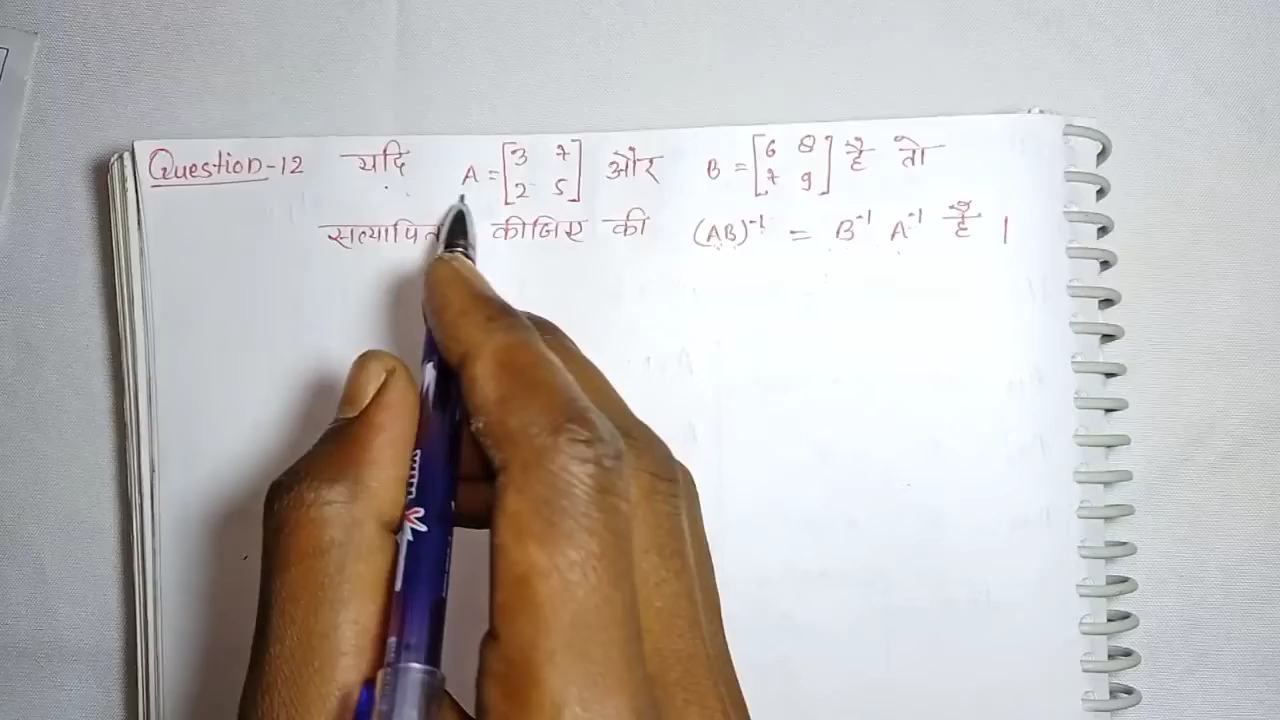 Question-12 यदि A = [3 7 2 5] और B = [6 8 7 9] है तो
सत्यापित कीजिए की (AB)⁻¹ = B⁻¹ A⁻¹ है |